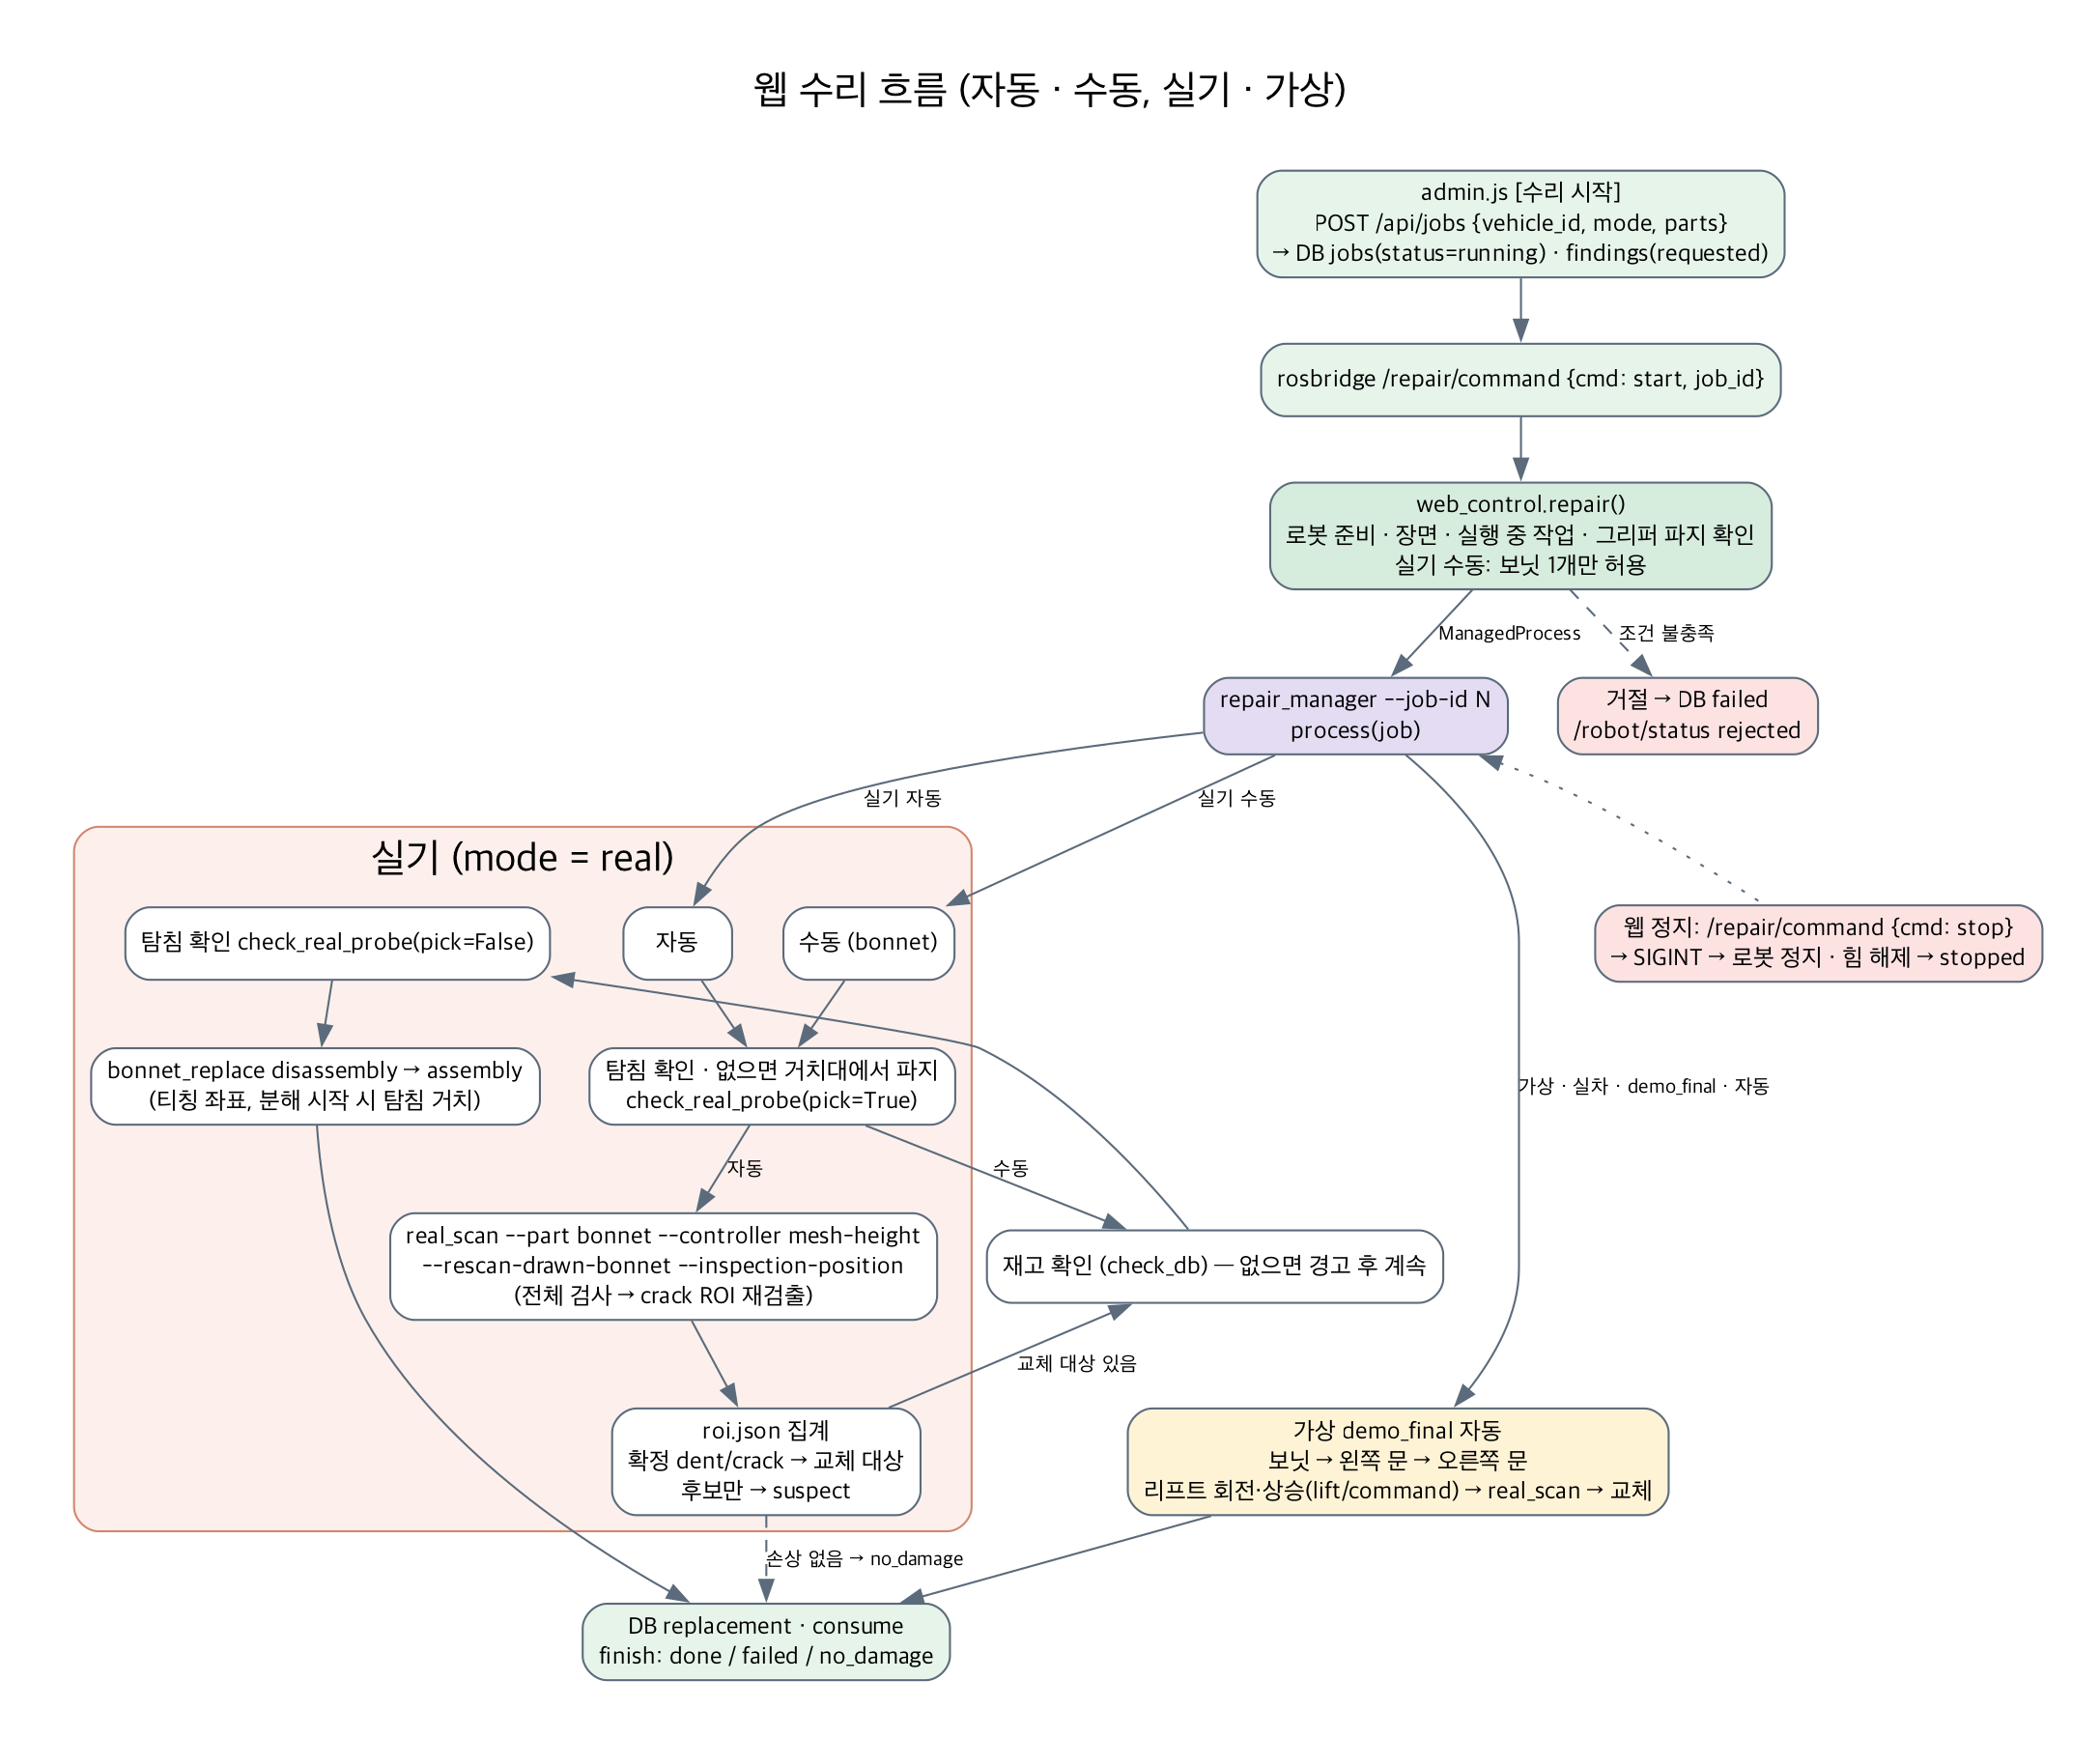 웹 수리 흐름 (자동 · 수동, 실기 · 가상)
admin.js [수리 시작]
POST /api/jobs {vehicle_id, mode, parts}
→ DB jobs(status=running) · findings(requested)
rosbridge /repair/command {cmd: start, job_id}
web_control.repair()
로봇 준비 · 장면 · 실행 중 작업 · 그리퍼 파지 확인
실기 수동: 보닛 1개만 허용
ManagedProcess
조건 불충족
repair_manager --job-id N
process(job)
거절 → DB failed
/robot/status rejected
실기 자동
실기 수동
실기 (mode = real)
탐침 확인 check_real_probe(pick=False)
자동
수동 (bonnet)
웹 정지: /repair/command {cmd: stop}
→ SIGINT → 로봇 정지 · 힘 해제 → stopped
bonnet_replace disassembly → assembly
(티칭 좌표, 분해 시작 시 탐침 거치)
탐침 확인 · 없으면 거치대에서 파지
check_real_probe(pick=True)
가상 · 실차 · demo_final · 자동
자동
수동
real_scan --part bonnet --controller mesh-height
--rescan-drawn-bonnet --inspection-position
(전체 검사 → crack ROI 재검출)
재고 확인 (check_db) — 없으면 경고 후 계속
교체 대상 있음
roi.json 집계
확정 dent/crack → 교체 대상
후보만 → suspect
가상 demo_final 자동
보닛 → 왼쪽 문 → 오른쪽 문
리프트 회전·상승(lift/command) → real_scan → 교체
손상 없음 → no_damage
DB replacement · consume
finish: done / failed / no_damage